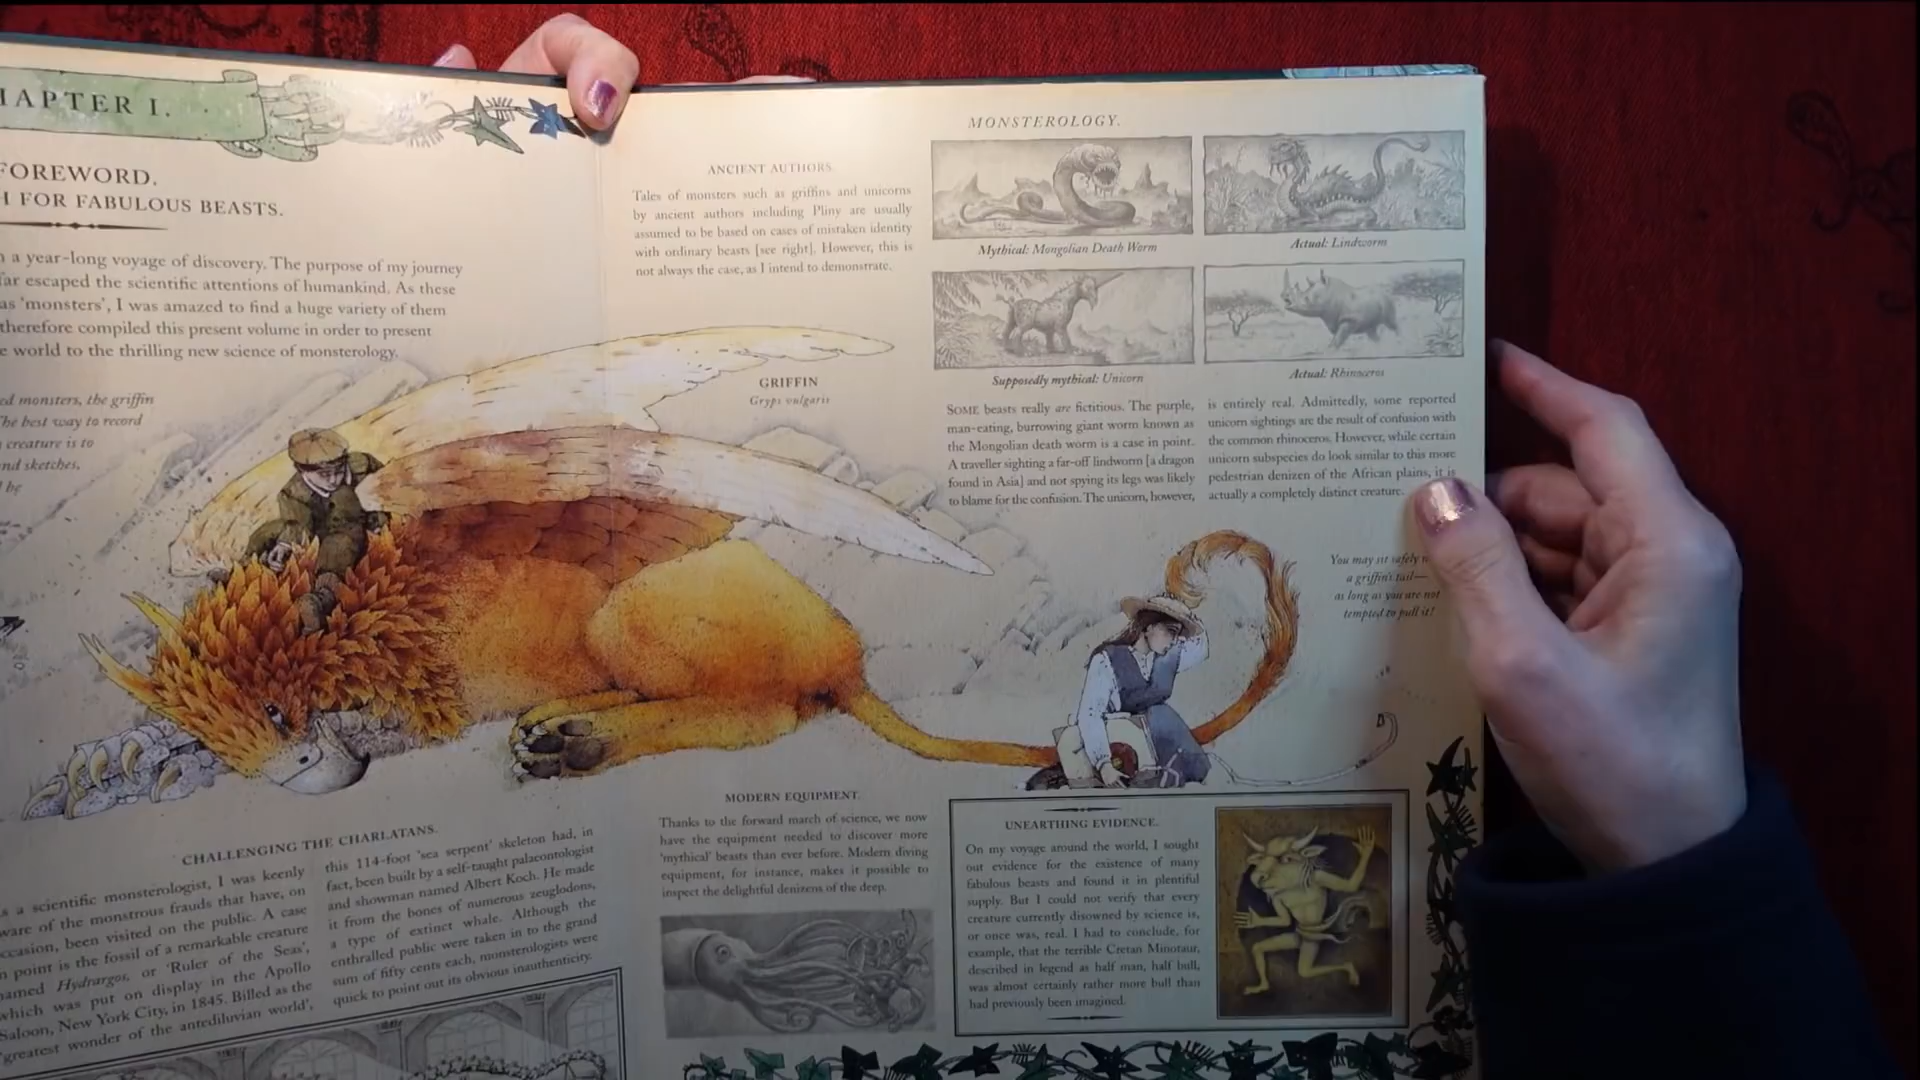 HAPTER I.
FOREWORD.
H FOR FABULOUS BEASTS.
n a year-long voyage of discovery. The purpose of my journey
far escaped the scientific attentions of humankind. As these
as 'monsters', I was amazed to find a huge variety of them
therefore compiled this present volume in order to present
e world to the thrilling new science of monsterology.
ed monsters, the griffin
The best way to record
creature is to
nd sketches,
be
GRIFFIN
Gryps vulgaris
CHALLENGING THE CHARLATANS.
s a scientific monsterologist, I was keenly
ware of the monstrous frauds that have, on
ccasion, been visited on the public. A case
n point is the fossil of a remarkable creature
named Hydrargos, or 'Ruler of the Seas',
which was put on display in the Apollo
Saloon, New York City, in 1845. Billed as the
'greatest wonder of the antediluvian world',
this 114-foot 'sea serpent' skeleton had, in
fact, been built by a self-taught palaeontologist
and showman named Albert Koch. He made
it from the bones of numerous zeuglodons,
a type of extinct whale. Although the
enthralled public were taken in to the grand
sum of fifty cents each, monsterologists were
quick to point out its obvious inauthenticity.
MONSTEROLOGY.
ANCIENT AUTHORS.
Tales of monsters such as griffins and unicorns
by ancient authors including Pliny are usually
assumed to be based on cases of mistaken identity
with ordinary beasts [see right]. However, this is
not always the case, as I intend to demonstrate.
Mythical: Mongolian Death Worm
Actual: Lindworm
Supposedly mythical: Unicorn
Actual: Rhinoceros
SOME beasts really are fictitious. The purple,
man-eating, burrowing giant worm known as
the Mongolian death worm is a case in point.
A traveller sighting a far-off lindworm [a dragon
found in Asia] and not spying its legs was likely
to blame for the confusion. The unicorn, however,
is entirely real. Admittedly, some reported
unicorn sightings are the result of confusion with
the common rhinoceros. However, while certain
unicorn subspecies do look similar to this more
pedestrian denizen of the African plains, it is
actually a completely distinct creature.
You may sit safely
a griffin's tail—
as long as you are not
tempted to pull it!
MODERN EQUIPMENT.
Thanks to the forward march of science, we now
have the equipment needed to discover more
'mythical' beasts than ever before. Modern diving
equipment, for instance, makes it possible to
inspect the delightful denizens of the deep.
UNEARTHING EVIDENCE.
On my voyage around the world, I sought
out evidence for the existence of many
fabulous beasts and found it in plentiful
supply. But I could not verify that every
creature currently disowned by science is,
or once was, real. I had to conclude, for
example, that the terrible Cretan Minotaur,
described in legend as half man, half bull,
was almost certainly rather more bull than
had previously been imagined.